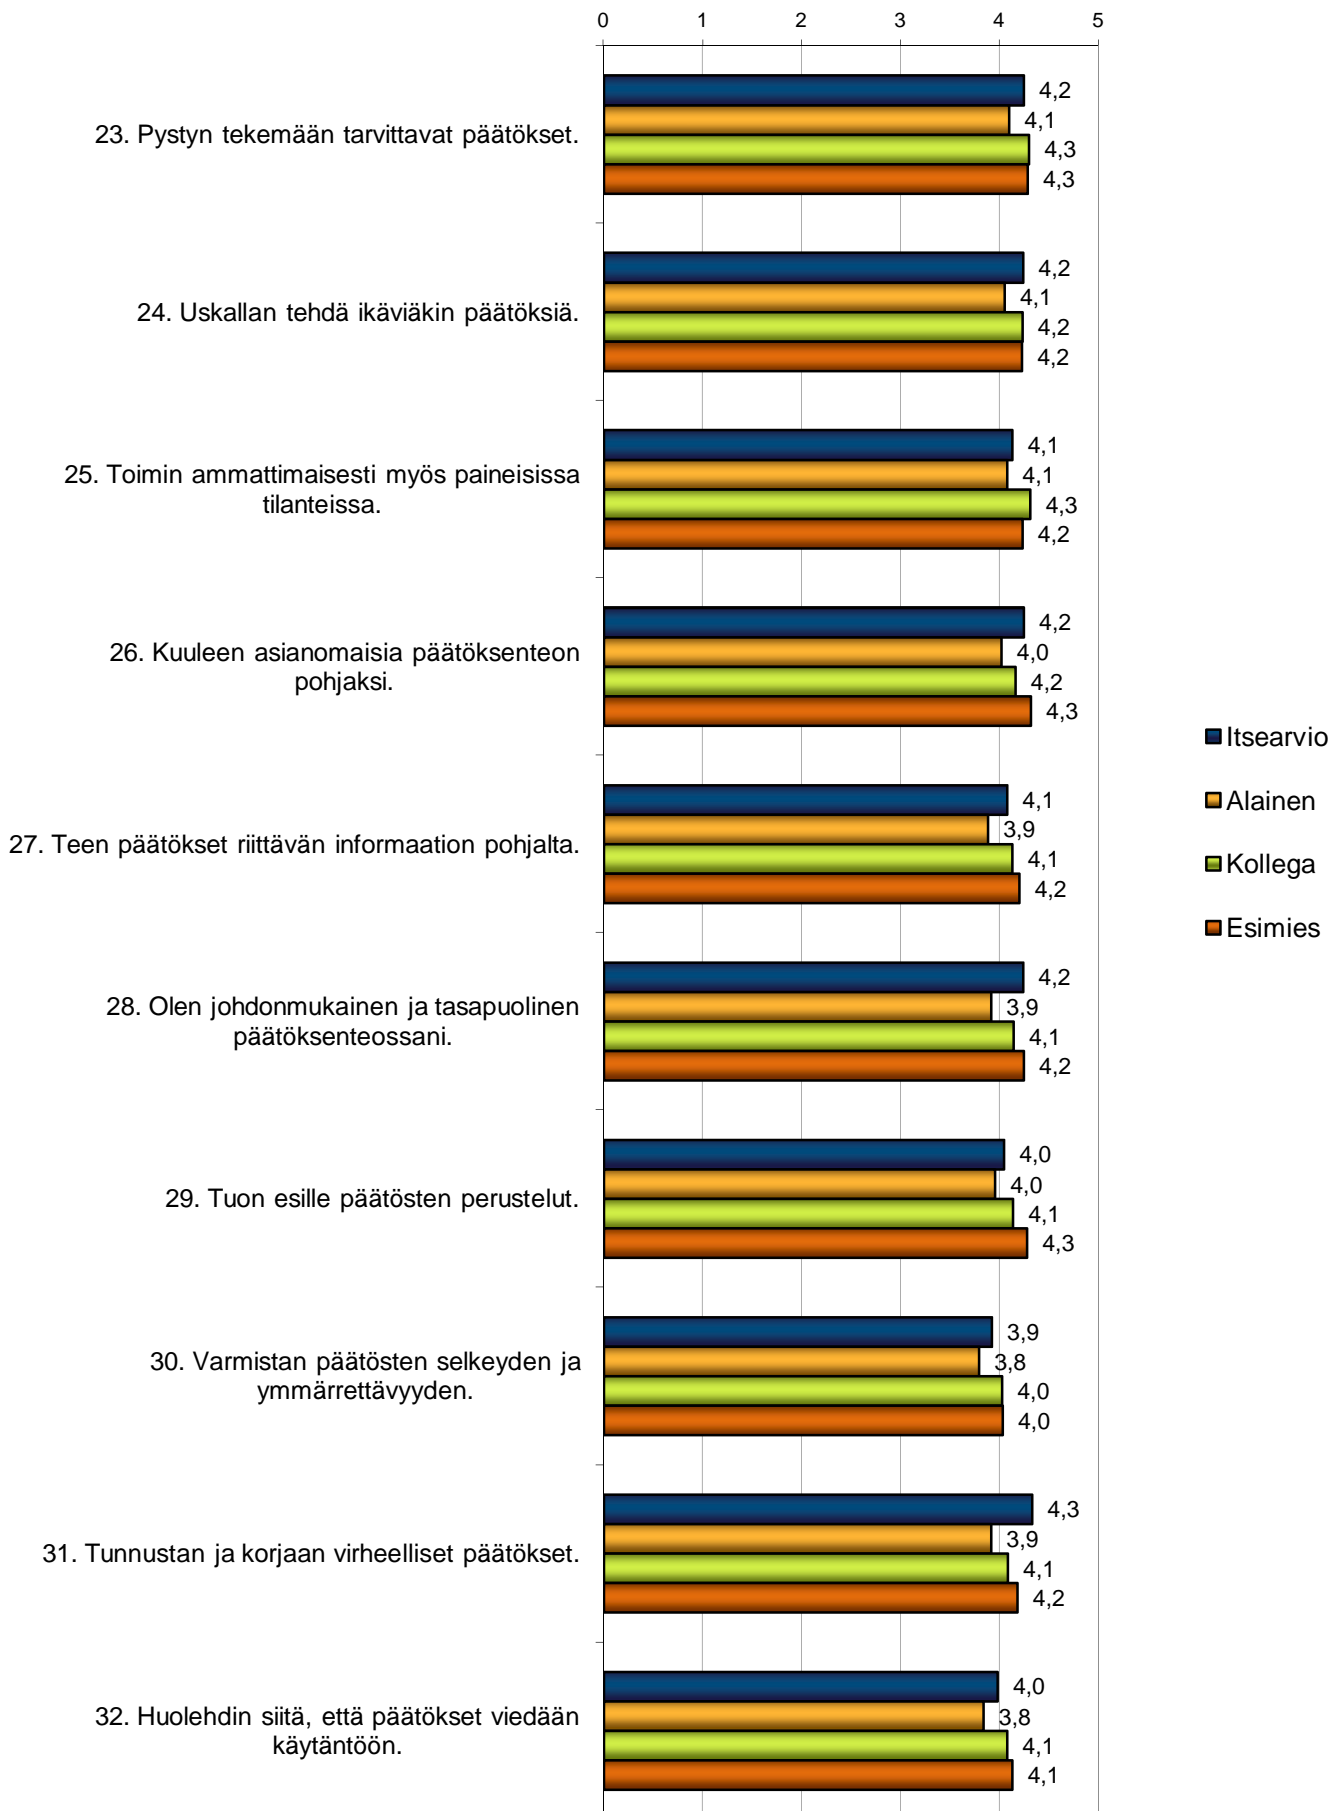 0 1 2 3 4 5
4,2
4,1
23. Pystyn tekemään tarvittavat päätökset.
4,3
4,3
4,2
4,1
24. Uskallan tehdä ikäviäkin päätöksiä.
4,2
4,2
4,1
25. Toimin ammattimaisesti myös paineisissa
4,1
tilanteissa.
4,3
4,2
4,2
26. Kuuleen asianomaisia päätöksenteon
4,0
pohjaksi.
4,2
4,3
Itsearvio
4,1
Alainen
3,9
27. Teen päätökset riittävän informaation pohjalta.
4,1
Kollega
4,2
Esimies
4,2
28. Olen johdonmukainen ja tasapuolinen
3,9
päätöksenteossani.
4,1
4,2
4,0
4,0
29. Tuon esille päätösten perustelut.
4,1
4,3
3,9
30. Varmistan päätösten selkeyden ja
3,8
ymmärrettävyyden.
4,0
4,0
4,3
3,9
31. Tunnustan ja korjaan virheelliset päätökset.
4,1
4,2
4,0
32. Huolehdin siitä, että päätökset viedään
3,8
käytäntöön.
4,1
4,1